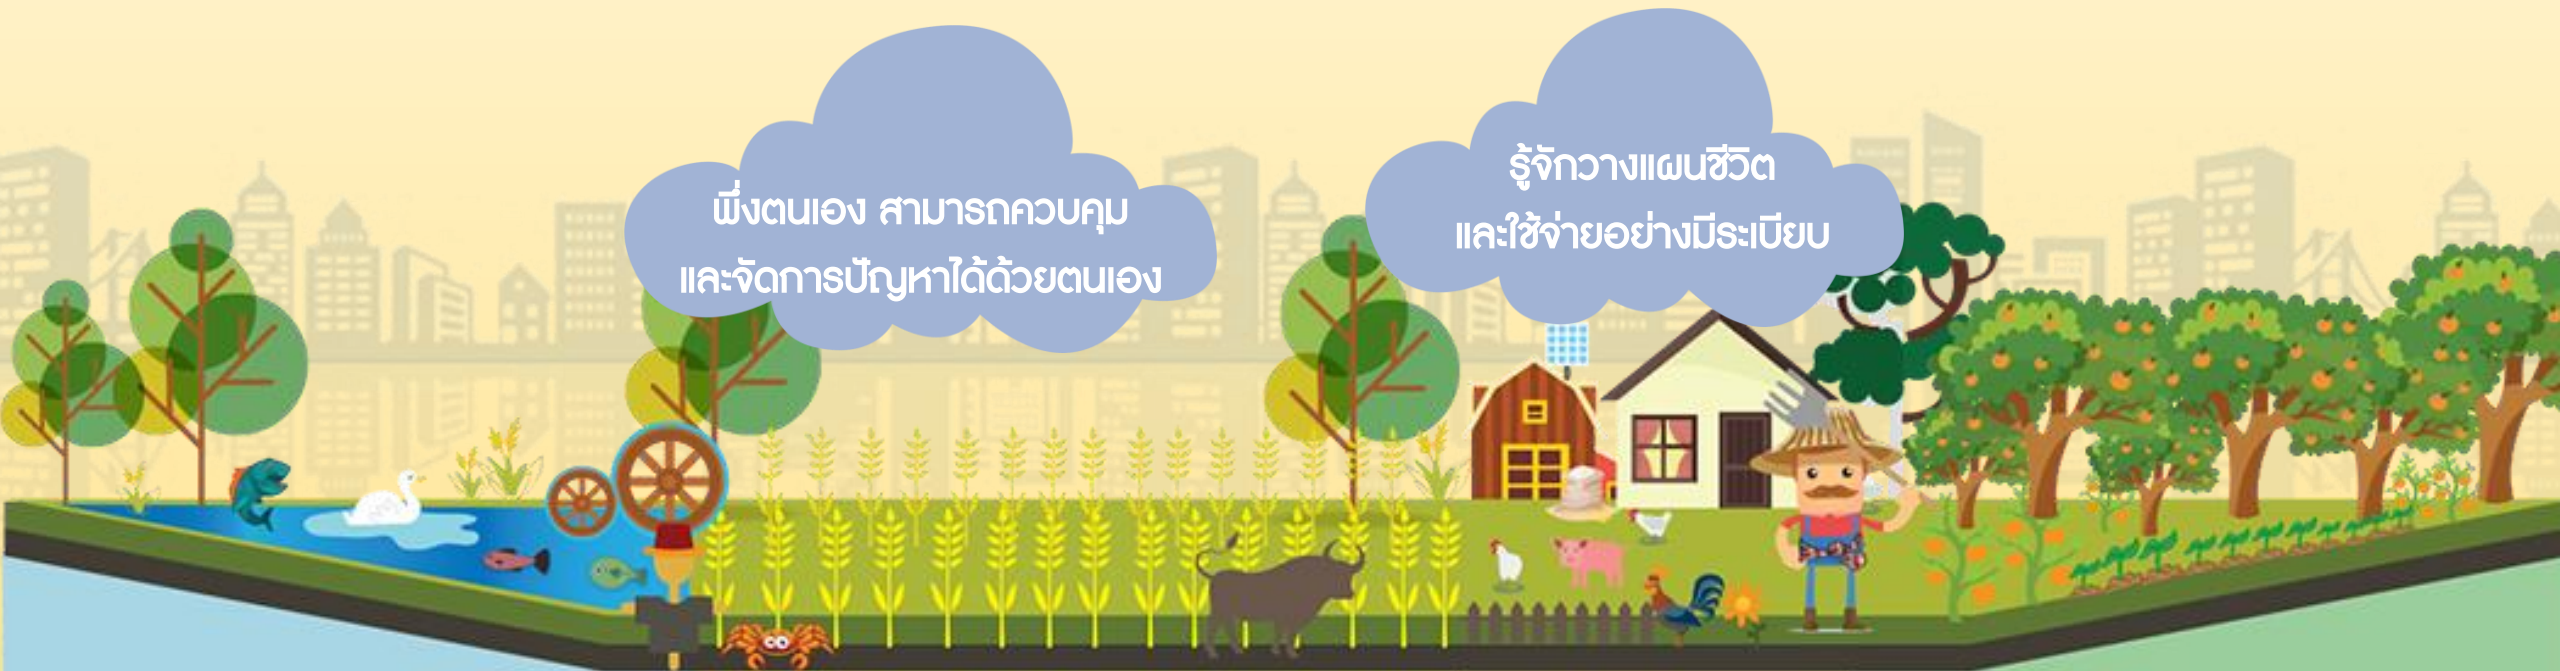 พึ่งตนเอง สามารถควบคุม
และจัดการปัญหาได้ด้วยตนเอง
รู้จักวางแผนชีวิต
และใช้จ่ายอย่างมีระเบียบ